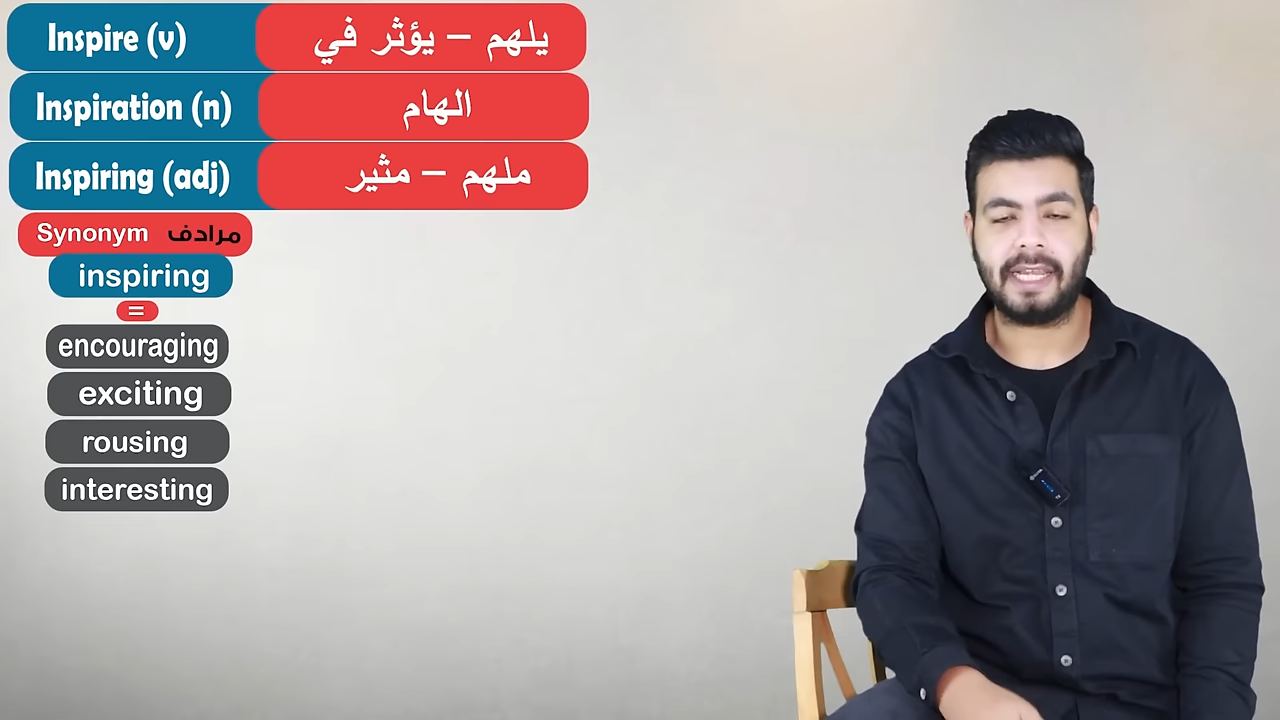 Inspire (v) يلهم – يؤثر في
Inspiration (n) الهام
Inspiring (adj) ملهم – مثير
Synonym مرادف
inspiring
=
encouraging
exciting
rousing
interesting